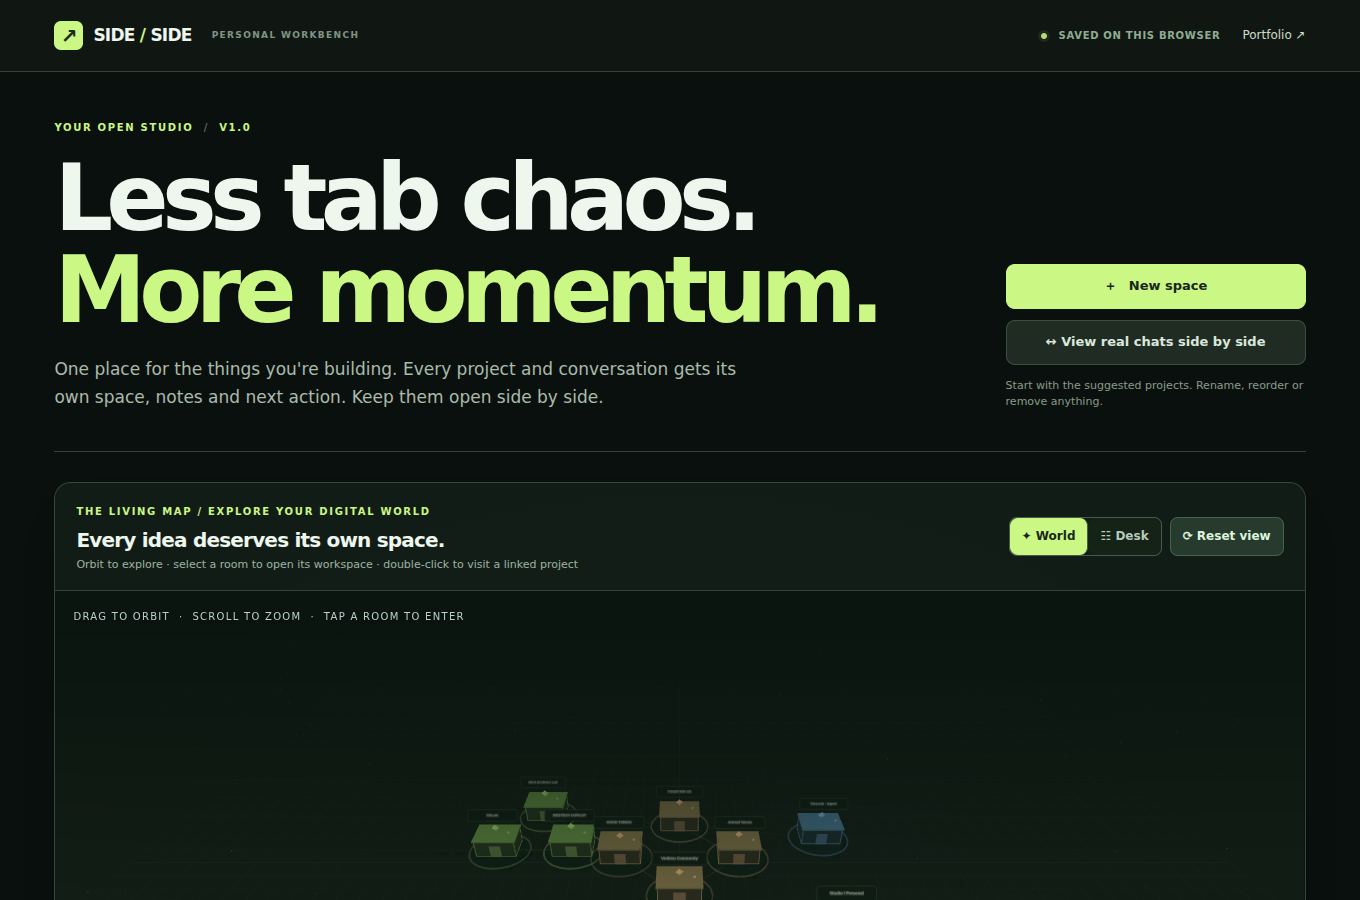 ↗ SIDE / SIDE PERSONAL WORKBENCH
SAVED ON THIS BROWSER Portfolio ↗
YOUR OPEN STUDIO / V1.0
Less tab chaos.
More momentum.
One place for the things you're building. Every project and conversation gets its
own space, notes and next action. Keep them open side by side.
+ New space
↔ View real chats side by side
Start with the suggested projects. Rename, reorder or
remove anything.
THE LIVING MAP / EXPLORE YOUR DIGITAL WORLD
Every idea deserves its own space.
Orbit to explore · select a room to open its workspace · double-click to visit a linked project
✦ World
☷ Desk
⟳ Reset view
DRAG TO ORBIT · SCROLL TO ZOOM · TAP A ROOM TO ENTER